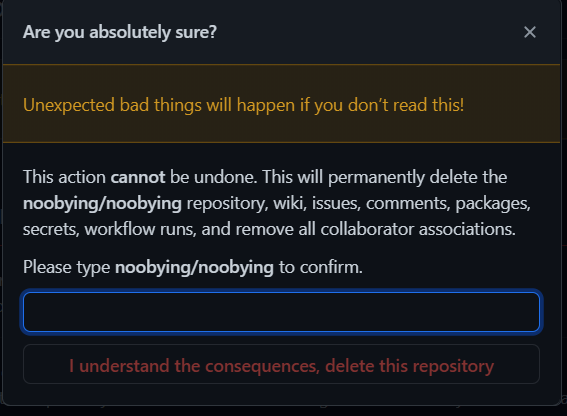 Are you absolutely sure?
Unexpected bad things will happen if you don’t read this!
This action cannot be undone. This will permanently delete the
noobying/noobying repository, wiki, issues, comments, packages,
secrets, workflow runs, and remove all collaborator associations.
Please type noobying/noobying to confirm.
I understand the consequences, delete this repository